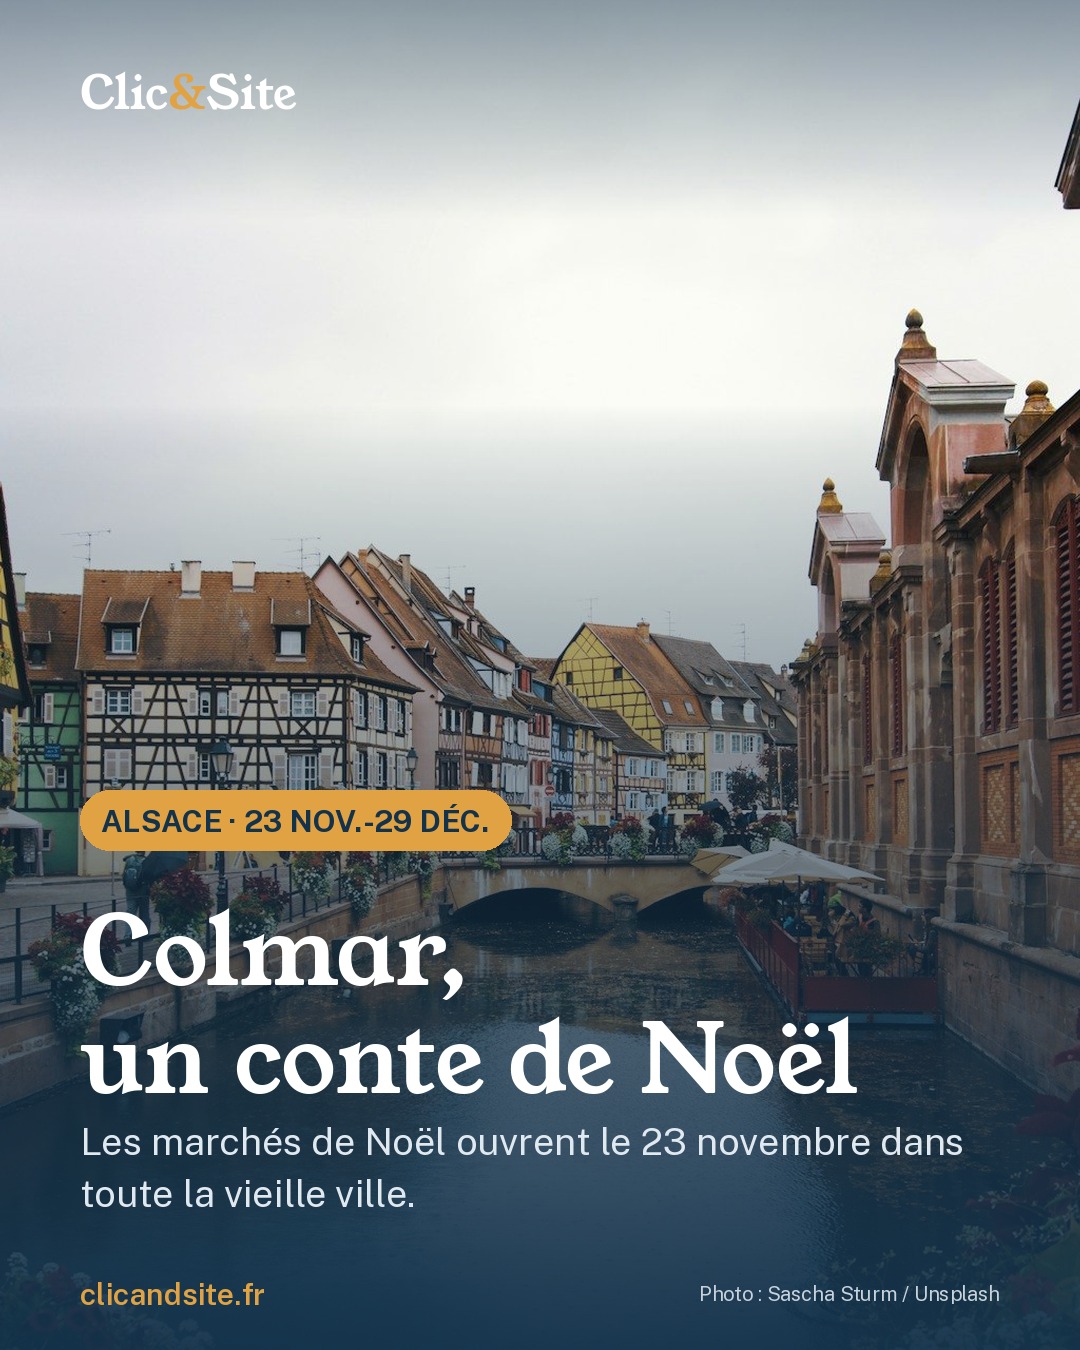 Clic&Site
ALSACE · 23 NOV.-29 DÉC.
Colmar,
un conte de Noël
Les marchés de Noël ouvrent le 23 novembre dans
toute la vieille ville.
clicandsite.fr
Photo : Sascha Sturm / Unsplash